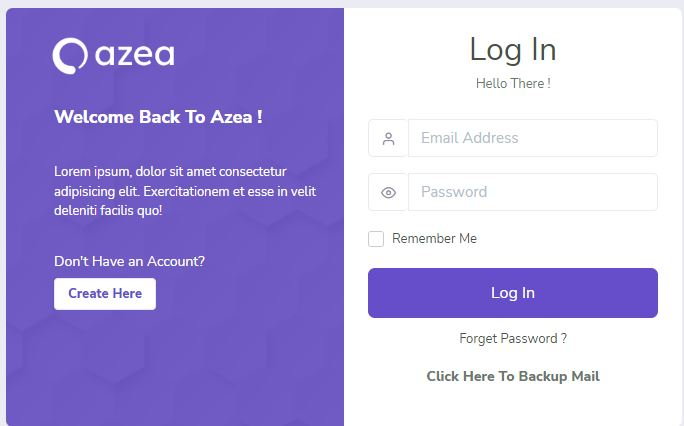 azea
Welcome Back To Azea !
Lorem ipsum, dolor sit amet consectetur
adipisicing elit. Exercitationem et esse in velit
deleniti facilis quo!
Don't Have an Account?
Create Here
Log In
Hello There !
Email Address
Password
Remember Me
Log In
Forget Password ?
Click Here To Backup Mail